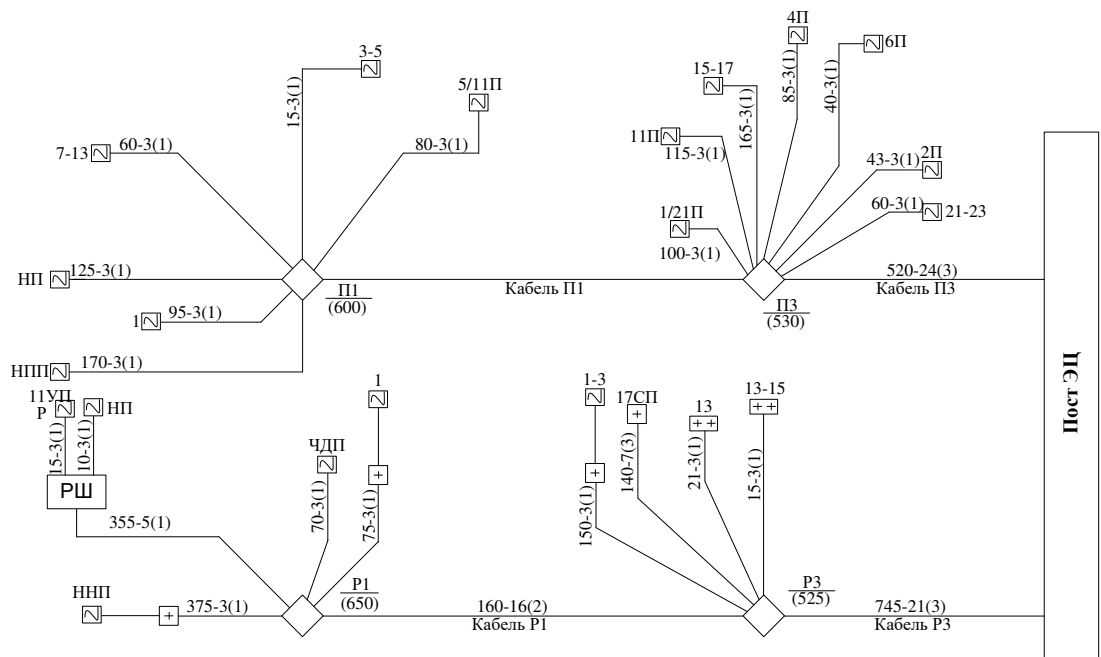 4П
6П
3-5
15-17
85-3(1)
40-3(1)
5/11П
15-3(1)
165-3(1)
11П
115-3(1)
7-13
60-3(1)
80-3(1)
43-3(1)
2П
1/21П
60-3(1)
21-23
100-3(1)
НП
125-3(1)
520-24(3)
Кабель П1
Кабель П3
П1
(600)
П3
(530)
1
95-3(1)
НПП
170-3(1)
Пост ЭЦ
11УП
Р
НП
1
1-3
17СП
13
13-15
15-3(1)
10-3(1)
ЧДП
РШ
70-3(1)
75-3(1)
150-3(1)
140-7(3)
21-3(1)
15-3(1)
355-5(1)
ННП
375-3(1)
Р1
(650)
160-16(2)
Кабель Р1
Р3
(525)
745-21(3)
Кабель Р3